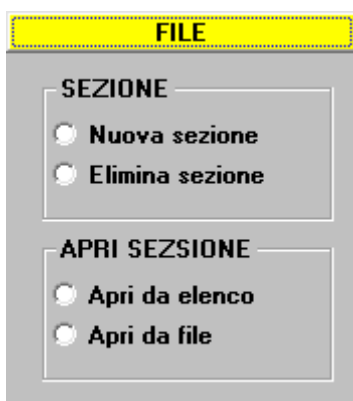 FILE
SEZIONE
Nuova sezione
Elimina sezione
APRI SEZSIONE
Apri da elenco
Apri da file